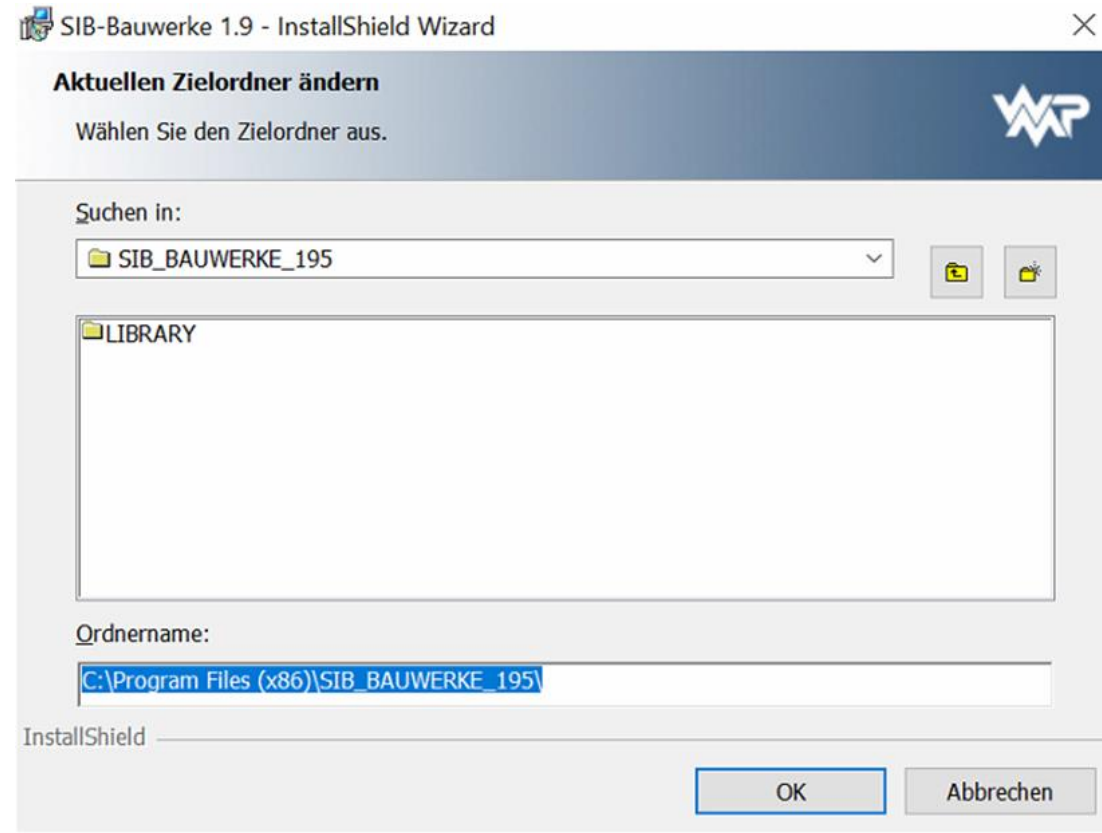 SIB-Bauwerke 1.9 - InstallShield Wizard
Aktuellen Zielordner ändern
Wählen Sie den Zielordner aus.
WMP
Suchen in:
SIB_BAUWERKE_195
LIBRARY
Ordnername:
C:\Program Files (x86)\SIB_BAUWERKE_195\
InstallShield
OK
Abbrechen